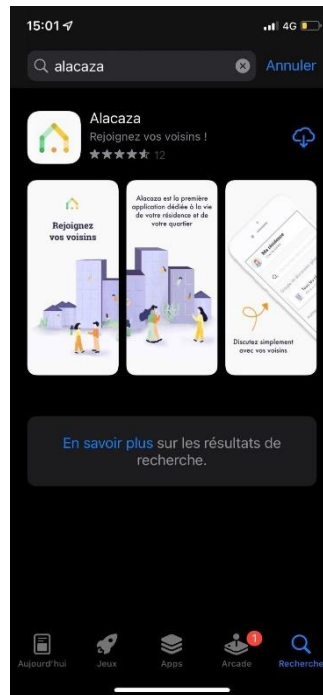 15:01
4G
alacaza
Annuler
Alacaza
Rejoignez vos voisins !
12
Rejoignez
vos voisins
Alacaza est la première
application dédiée à la vie
de votre résidence et de
votre quartier
Ma résidence
Discutez simplement
avec vos voisins
En savoir plus sur les résultats de
recherche.
1
Aujourd'hui
Jeux
Apps
Arcade
Recherche